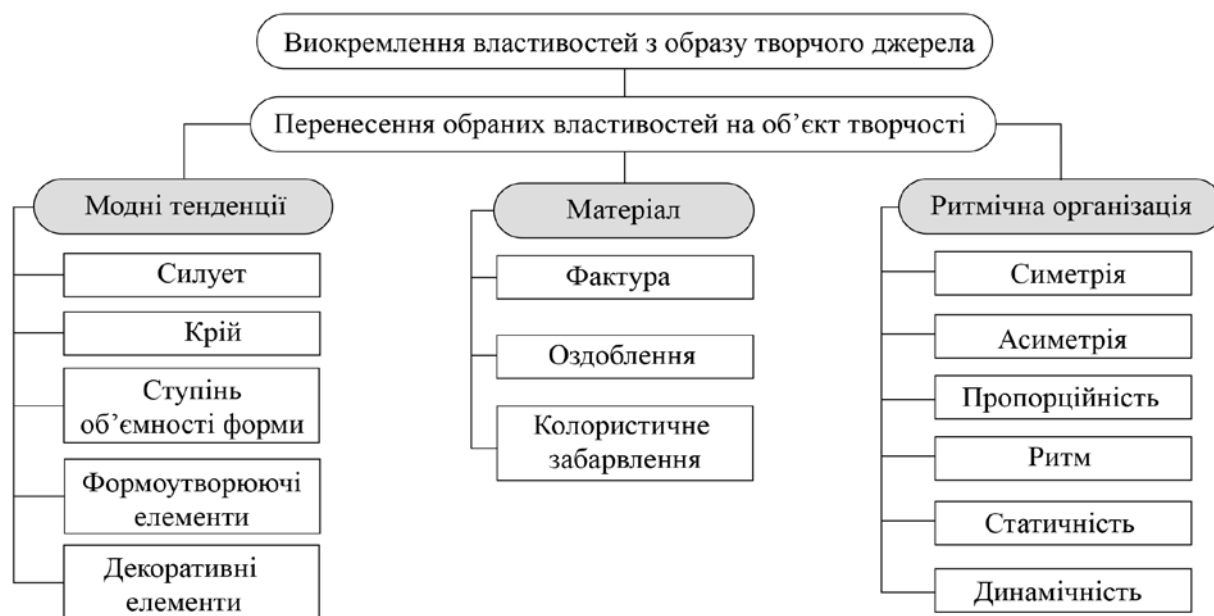 Виокремлення властивостей з образу творчого джерела
Перенесення обраних властивостей на об’єкт творчості
Модні тенденції
Силует
Крій
Ступінь
об’ємності форми
Формоутворюючі
елементи
Декоративні
елементи
Матеріал
Фактура
Оздоблення
Колористичне
забарвлення
Ритмічна організація
Симетрія
Асиметрія
Пропорційність
Ритм
Статичність
Динамічність